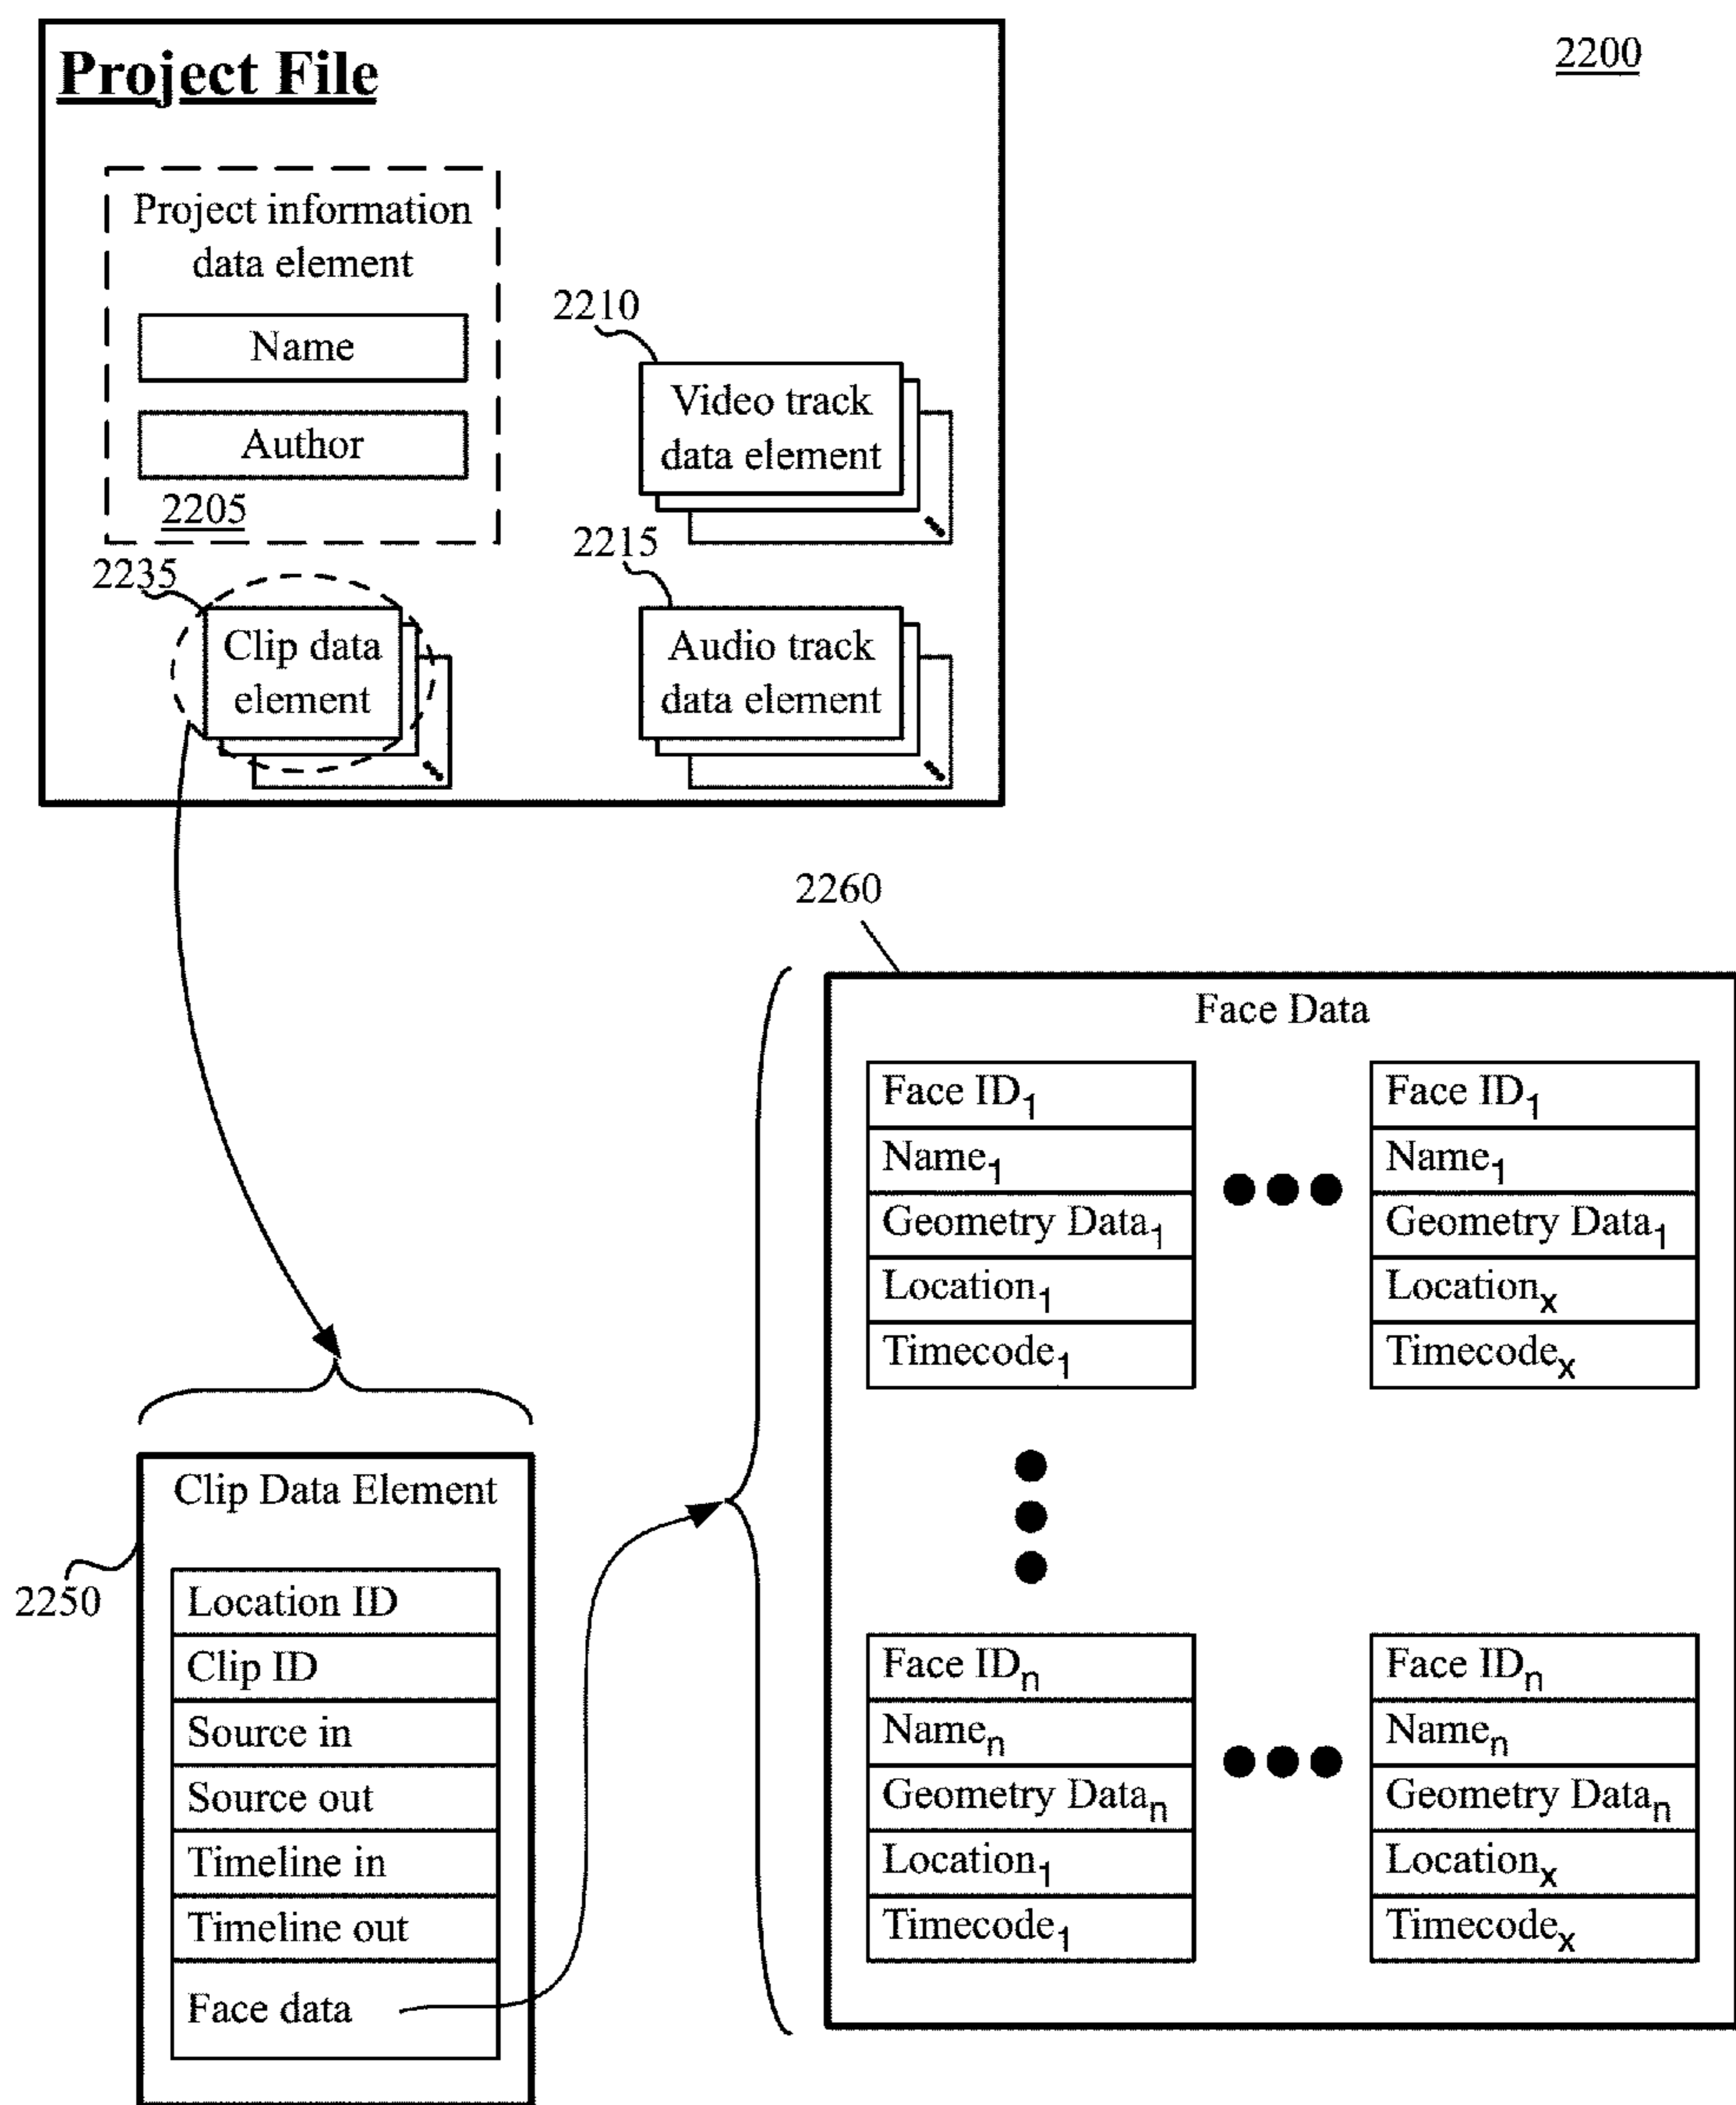 Project File
2200
Project information
data element
Name
Author
2205
2210
Video track
data element
2235
Clip data
element
2215
Audio track
data element
2260
Face Data
Face ID₁
Name₁
Geometry Data₁
Location₁
Timecode₁
Face ID₁
Name₁
Geometry Data₁
Locationₓ
Timecodeₓ
Face IDₙ
Nameₙ
Geometry Dataₙ
Location₁
Timecode₁
Face IDₙ
Nameₙ
Geometry Dataₙ
Locationₓ
Timecodeₓ
2250
Clip Data Element
Location ID
Clip ID
Source in
Source out
Timeline in
Timeline out
Face data